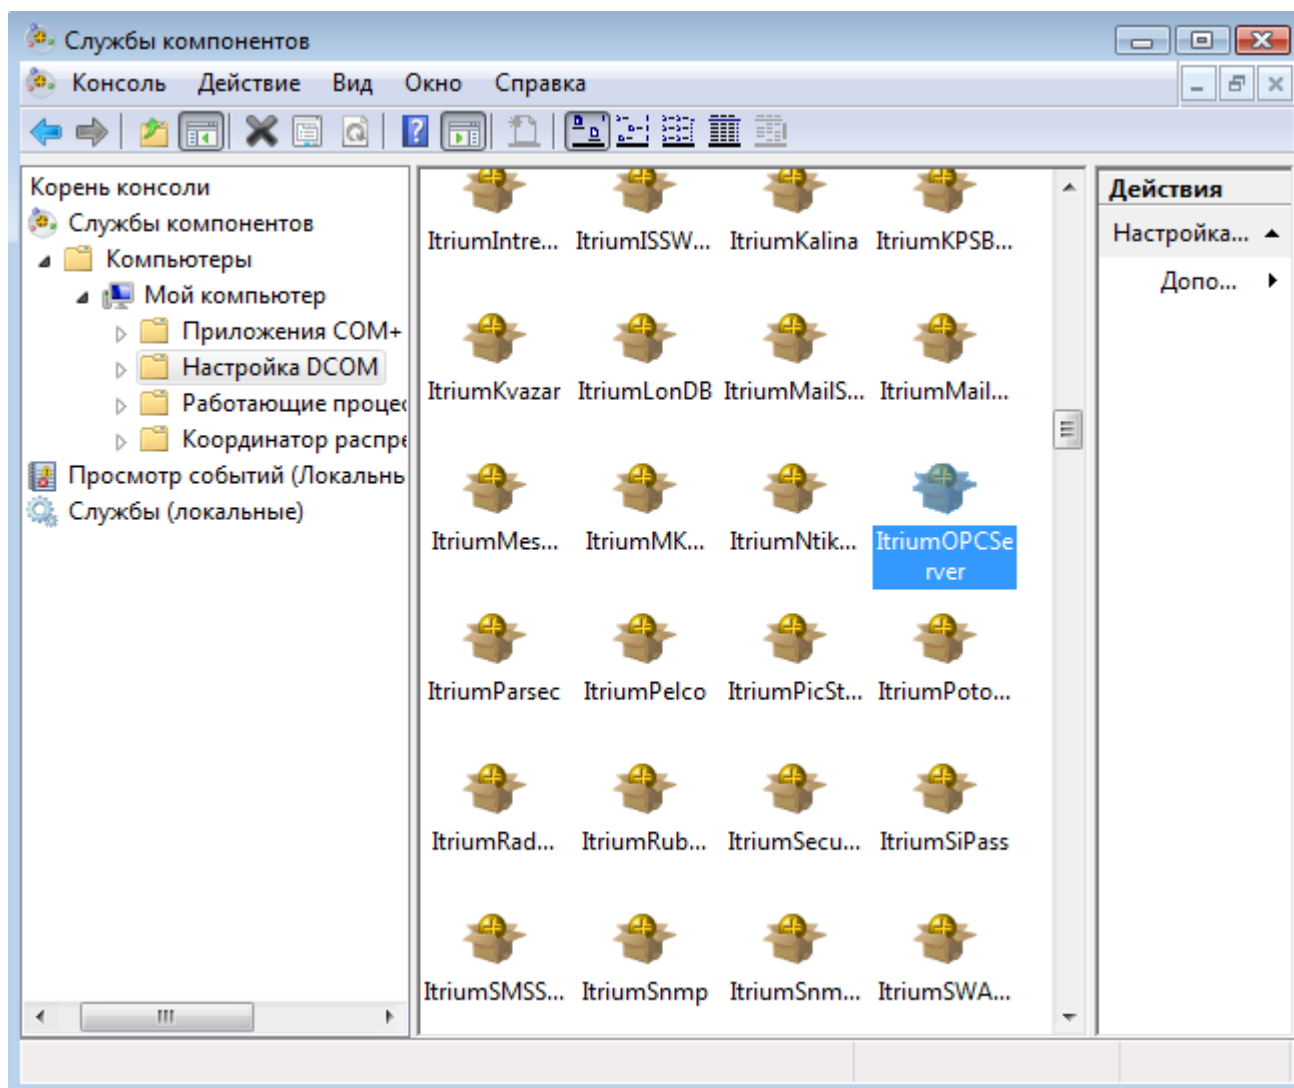 Службы компонентов
Консоль Действие Вид Окно Справка
Корень консоли
Службы компонентов
Компьютеры
Мой компьютер
Приложения COM+
Настройка DCOM
Работающие процес
Координатор распре
Просмотр событий (Локальнь
Службы (локальные)
ItriumIntre... ItriumISSW... ItriumKalina ItriumKPSB...
ItriumKvazar ItriumLonDB ItriumMailS... ItriumMail...
ItriumMes... ItriumMK... ItriumNtik... ItriumOPCSe
rver
ItriumParsec ItriumPelco ItriumPicSt... ItriumPoto...
ItriumRad... ItriumRub... ItriumSecu... ItriumSiPass
ItriumSMSS... ItriumSnmp ItriumSnm... ItriumSWA...
Действия
Настройка...
Допо...